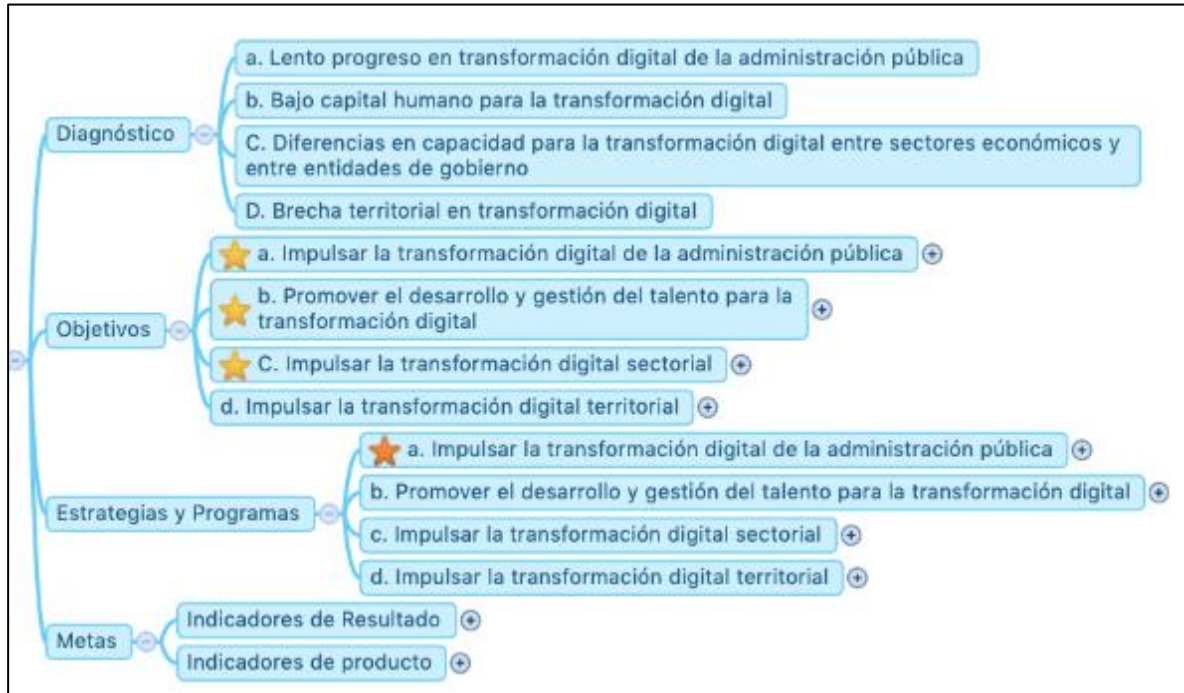 Diagnóstico
a. Lento progreso en transformación digital de la administración pública
b. Bajo capital humano para la transformación digital
C. Diferencias en capacidad para la transformación digital entre sectores económicos y
entre entidades de gobierno
D. Brecha territorial en transformación digital
Objetivos
a. Impulsar la transformación digital de la administración pública
b. Promover el desarrollo y gestión del talento para la
transformación digital
C. Impulsar la transformación digital sectorial
d. Impulsar la transformación digital territorial
Estrategias y Programas
a. Impulsar la transformación digital de la administración pública
b. Promover el desarrollo y gestión del talento para la transformación digital
c. Impulsar la transformación digital sectorial
d. Impulsar la transformación digital territorial
Metas
Indicadores de Resultado
Indicadores de producto